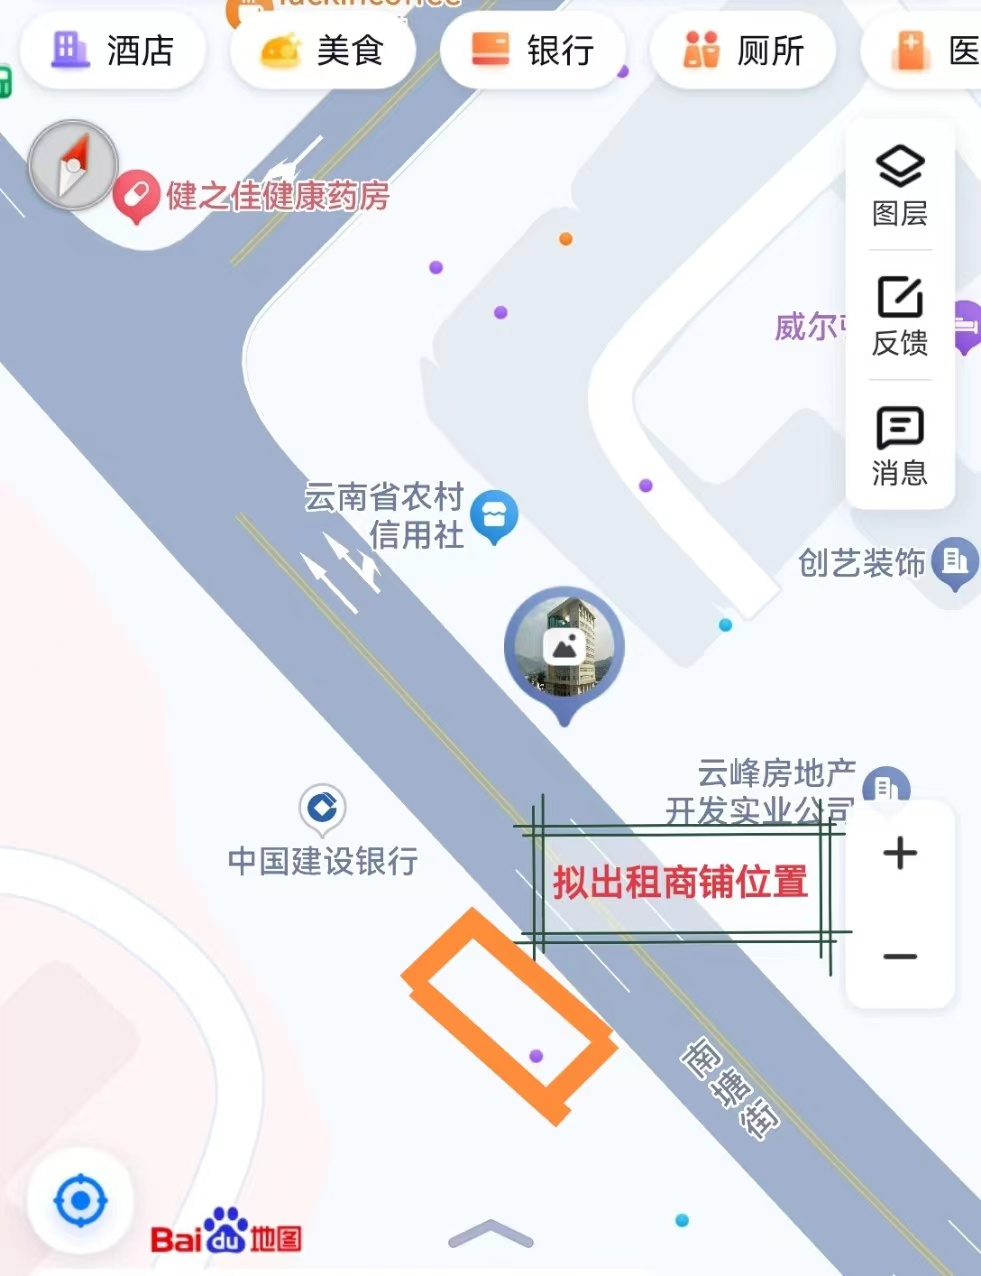 luckincoffee
酒店
美食
银行
厕所
医
健之佳健康药房
图层
反馈
消息
威尔
云南省农村
信用社
创艺装饰
云峰房地产
开发实业公司
中国建设银行
拟出租商铺位置
南塘街
Bai du 地图